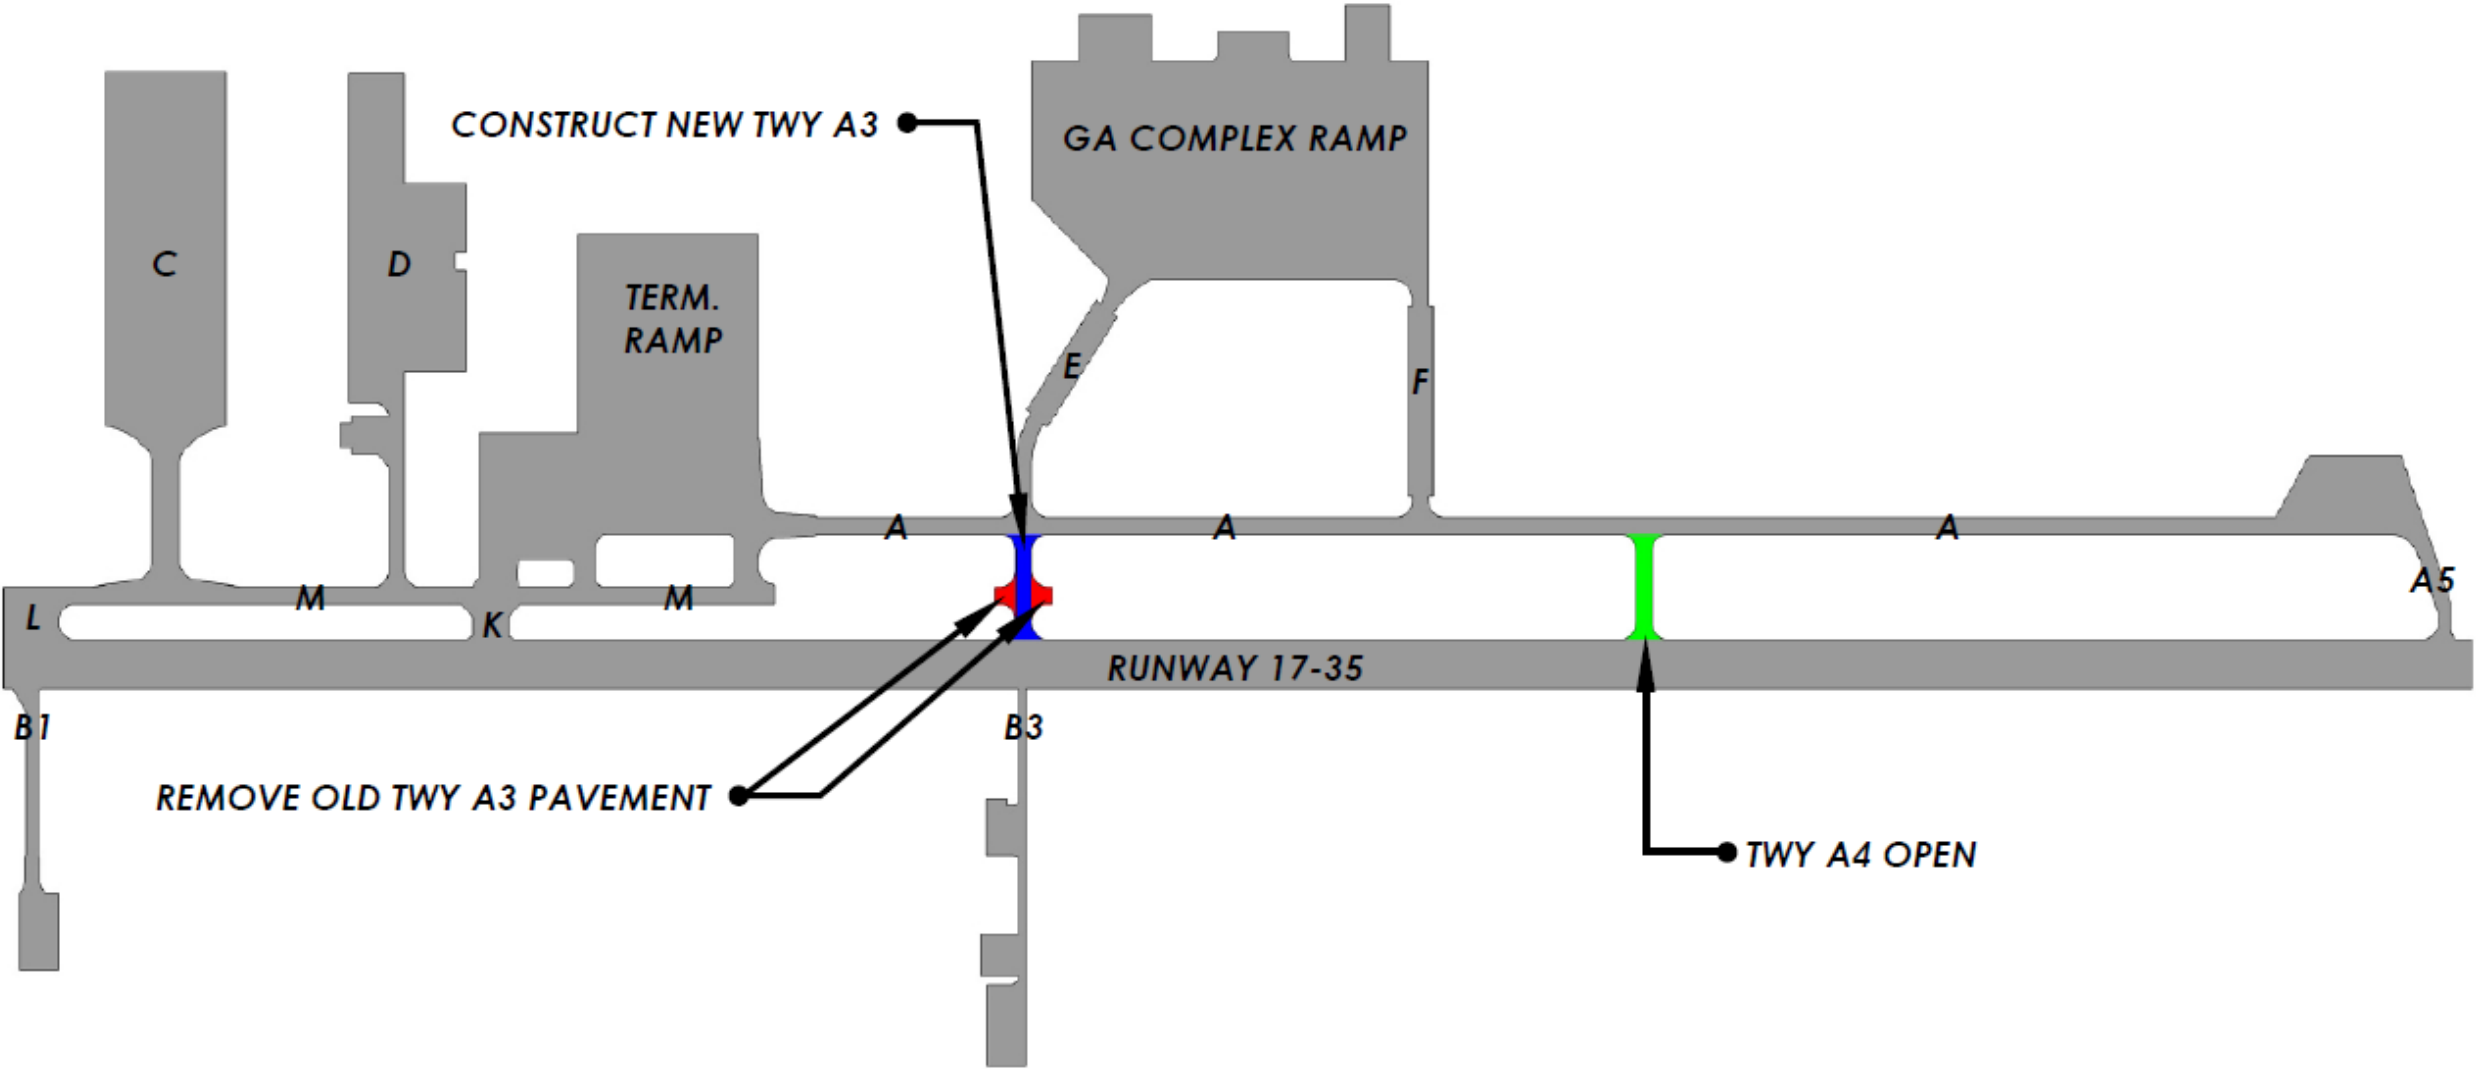 CONSTRUCT NEW TWY A3
GA COMPLEX RAMP
C
D
TERM.
RAMP
E
F
A
A
A
M
M
A5
L
K
RUNWAY 17-35
B1
B3
REMOVE OLD TWY A3 PAVEMENT
TWY A4 OPEN